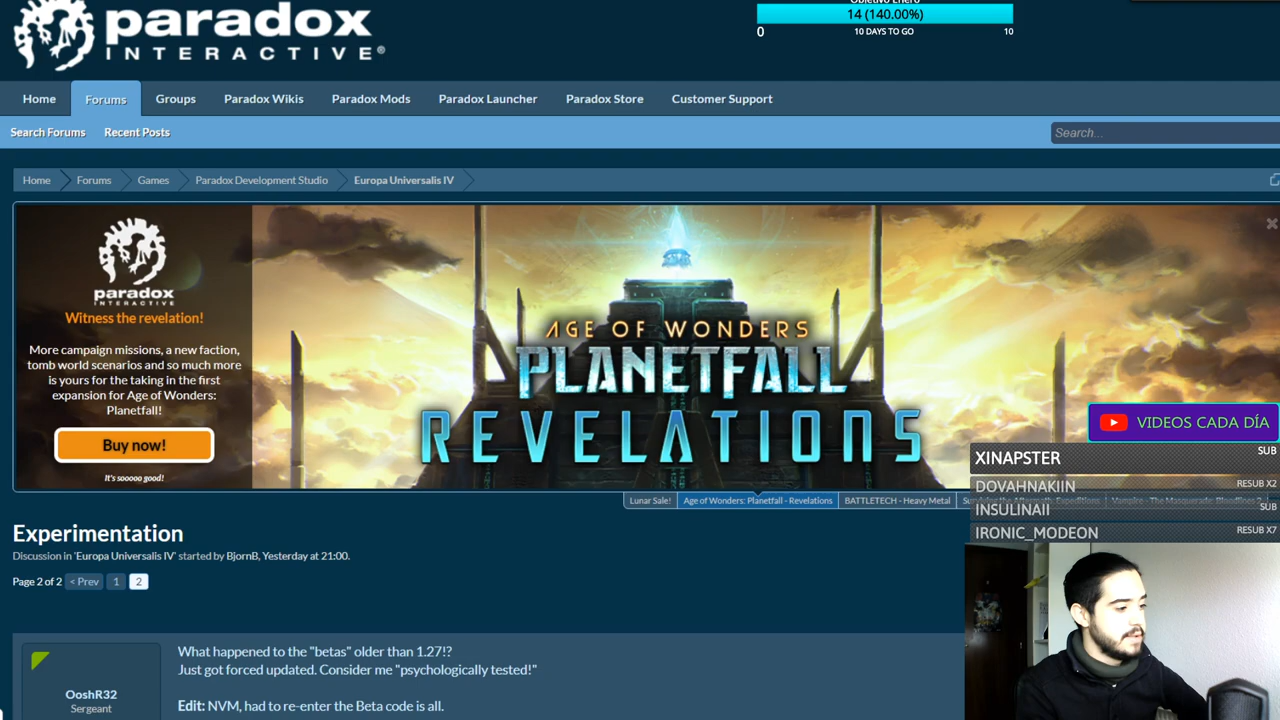 paradox
INTERACTIVE®
Objetivo Enero
14 (140.00%)
0
10 DAYS TO GO
10
Home
Forums
Groups
Paradox Wikis
Paradox Mods
Paradox Launcher
Paradox Store
Customer Support
Search Forums
Recent Posts
Search...
Home
Forums
Games
Paradox Development Studio
Europa Universalis IV
paradox
INTERACTIVE
Witness the revelation!
More campaign missions, a new faction,
tomb world scenarios and so much more
is yours for the taking in the first
expansion for Age of Wonders:
Planetfall!
Buy now!
It's sooooo good!
AGE OF WONDERS
PLANETFALL
REVELATIONS
VIDEOS CADA DÍA
XINAPSTER SUB
DOVAHNAKIIN RESUB X2
INSULINAII SUB
IRONIC_MODEON RESUB X7
Lunar Sale!
Age of Wonders: Planetfall - Revelations
BATTLETECH - Heavy Metal
Experimentation
Discussion in 'Europa Universalis IV' started by BjornB, Yesterday at 21:00.
Page 2 of 2 < Prev 1 2
What happened to the "betas" older than 1.27!?
Just got forced updated. Consider me "psychologically tested!"
Edit: NVM, had to re-enter the Beta code is all.
OoshR32
Sergeant